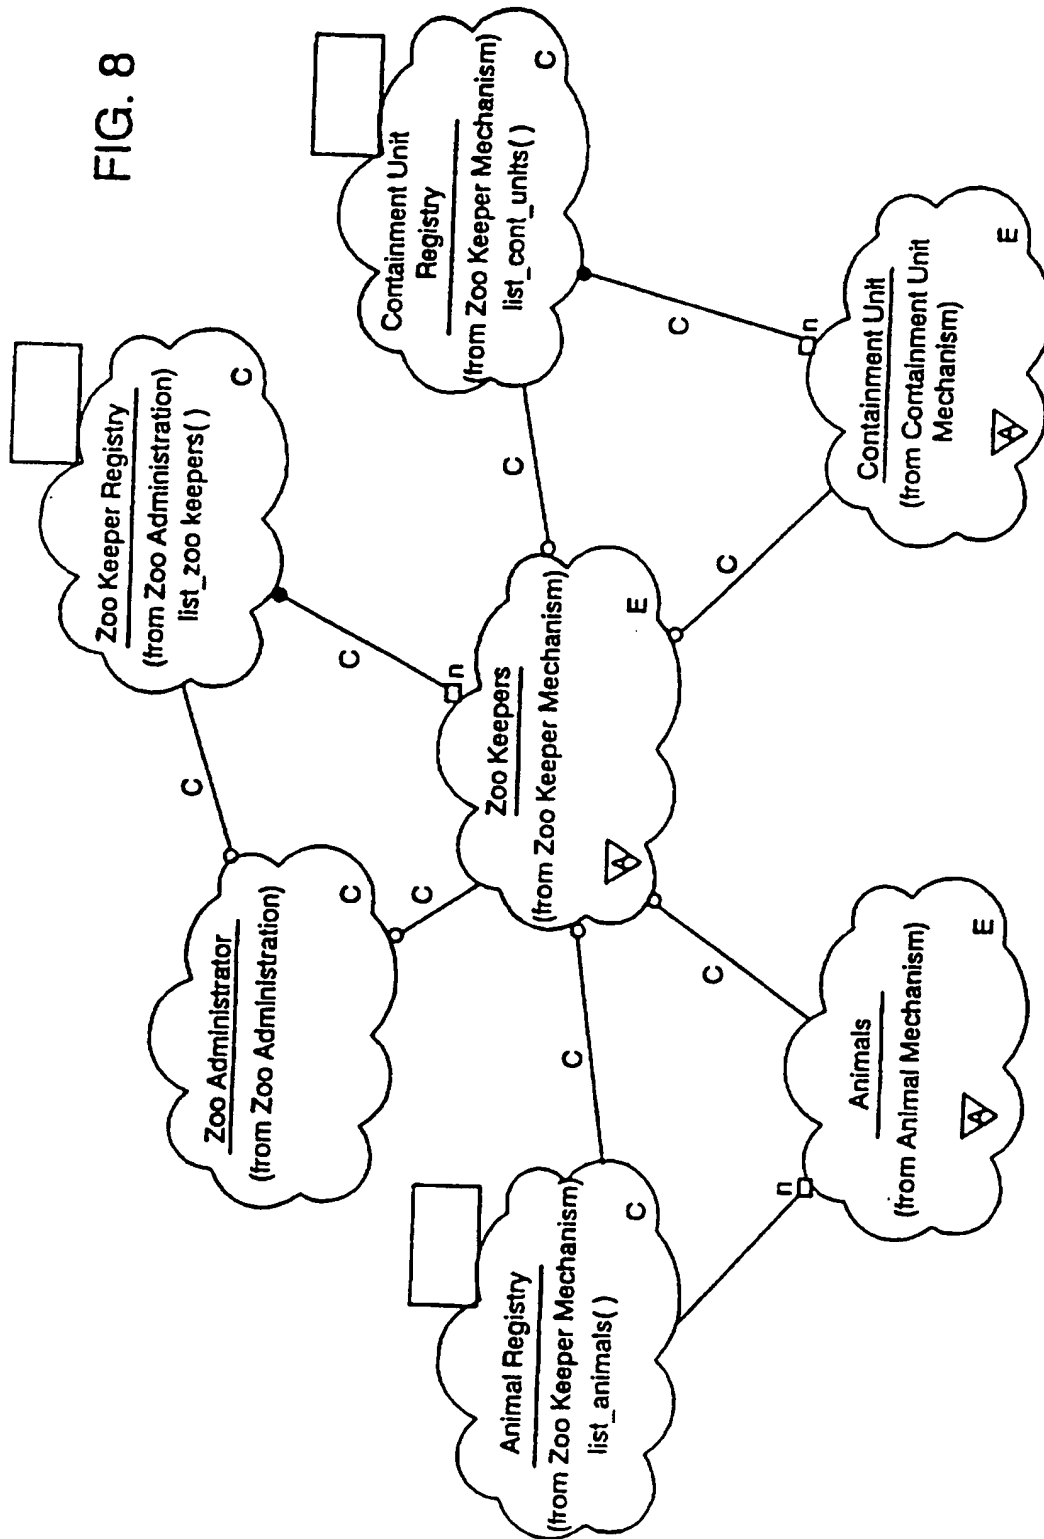 FIG. 8
Zoo Keeper Registry
(from Zoo Administration)
list_zoo keepers( )
C
Containment Unit
Registry
(from Zoo Keeper Mechanism)
list_cont_units( )
C
Zoo Administrator
(from Zoo Administration)
C
C
C
C
n
C
C
n
Zoo Keepers
(from Zoo Keeper Mechanism)
A
E
Animal Registry
(from Zoo Keeper Mechanism)
list_animals( )
C
C
C
C
n
Animals
(from Animal Mechanism)
A
E
Containment Unit
(from Containment Unit
Mechanism)
A
E